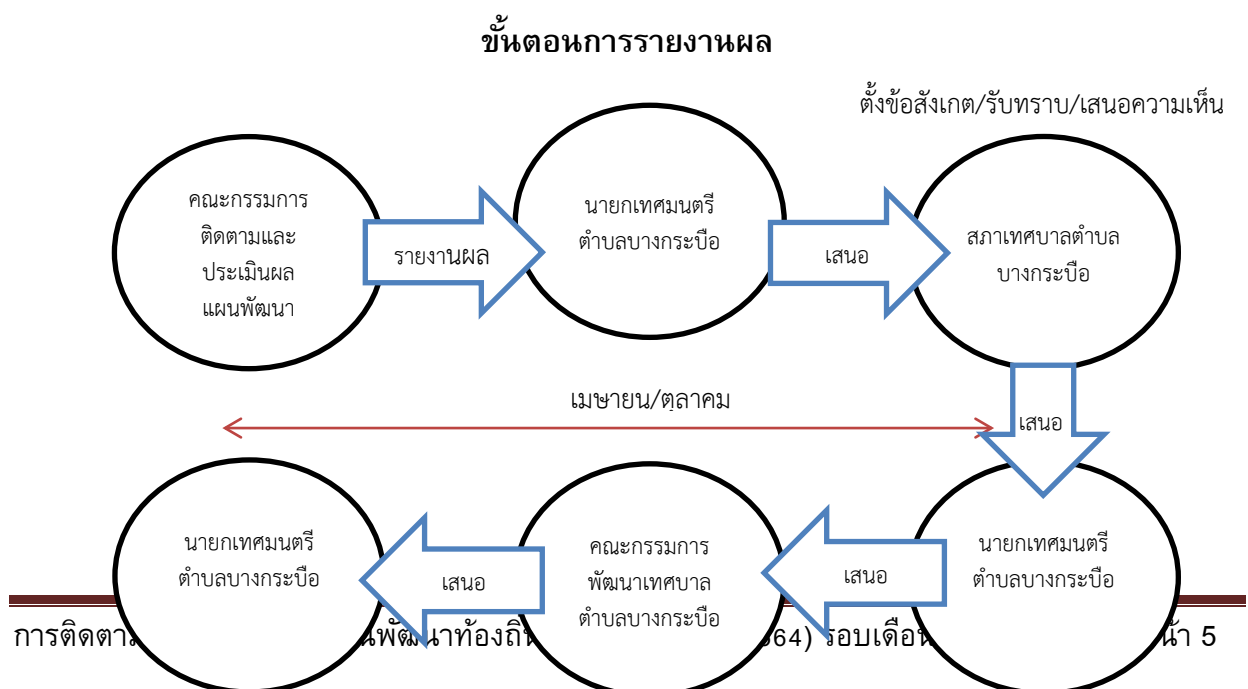 ขั้นตอนการรายงานผล
ตั้งข้อสังเกต/รับทราบ/เสนอความเห็น
คณะกรรมการ
ติดตามและ
ประเมินผล
แผนพัฒนา
รายงานผล
นายกเทศมนตรี
ตำบลบางกระบือ
เสนอ
สภาเทศบาลตำบล
บางกระบือ
เมษายน/ตุลาคม
เสนอ
นายกเทศมนตรี
ตำบลบางกระบือ
เสนอ
คณะกรรมการ
พัฒนาเทศบาล
ตำบลบางกระบือ
เสนอ
นายกเทศมนตรี
ตำบลบางกระบือ
การติดตา พัฒนาท้องถิ่น 64) รอบเดือน 5